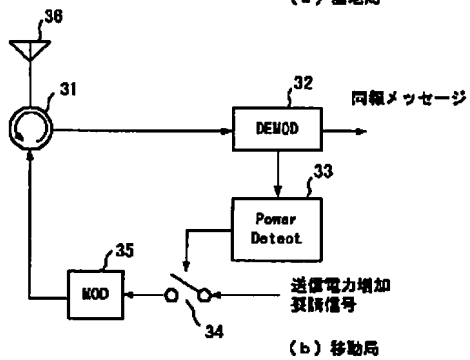 (a) 基地局
36
31
32
DEMOD
同報メッセージ
33
Power
Detect
35
MOD
34
送信電力増加
要請信号
(b) 移動局